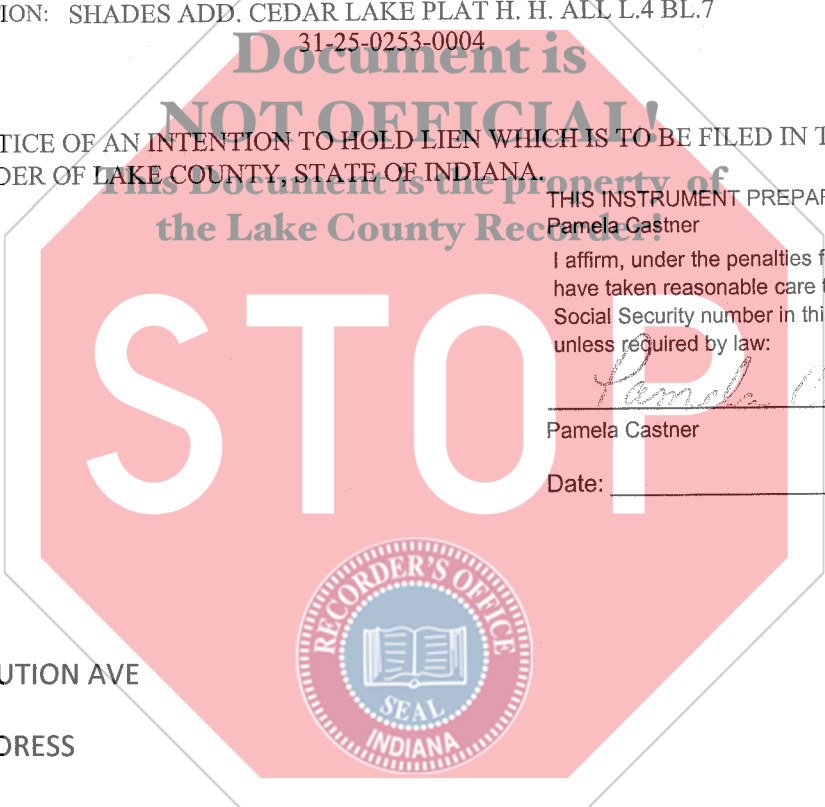 ION: SHADES ADD. CEDAR LAKE PLAT H. H. ALL L.4 BL.7
31-25-0253-0004
Document is
NOT OFFICIAL!
TICE OF AN INTENTION TO HOLD LIEN WHICH IS TO BE FILED IN T
DER OF LAKE COUNTY, STATE OF INDIANA.
This Document is the property of
the Lake County Recorder!
THIS INSTRUMENT PREPAR
Pamela Castner
I affirm, under the penalties f
have taken reasonable care t
Social Security number in thi
unless required by law:
Pamela
Pamela Castner
Date:
STOP
RECORDER'S OFFICE
SEAL
INDIANA
UTION AVE
DRESS